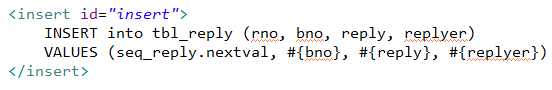 <insert id="insert">
INSERT into tbl_reply (rno, bno, reply, replyer)
VALUES (seq_reply.nextval, #{bno}, #{reply}, #{replyer})
</insert>